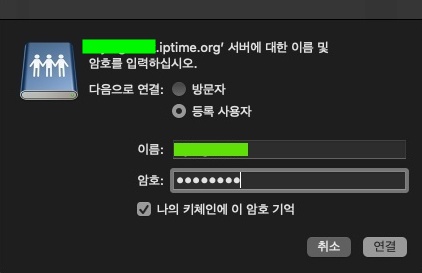 .iptime.org’ 서버에 대한 이름 및
암호를 입력하십시오.
다음으로 연결: 방문자
등록 사용자
이름:
암호: ●●●●●●●●
나의 키체인에 이 암호 기억
취소 연결